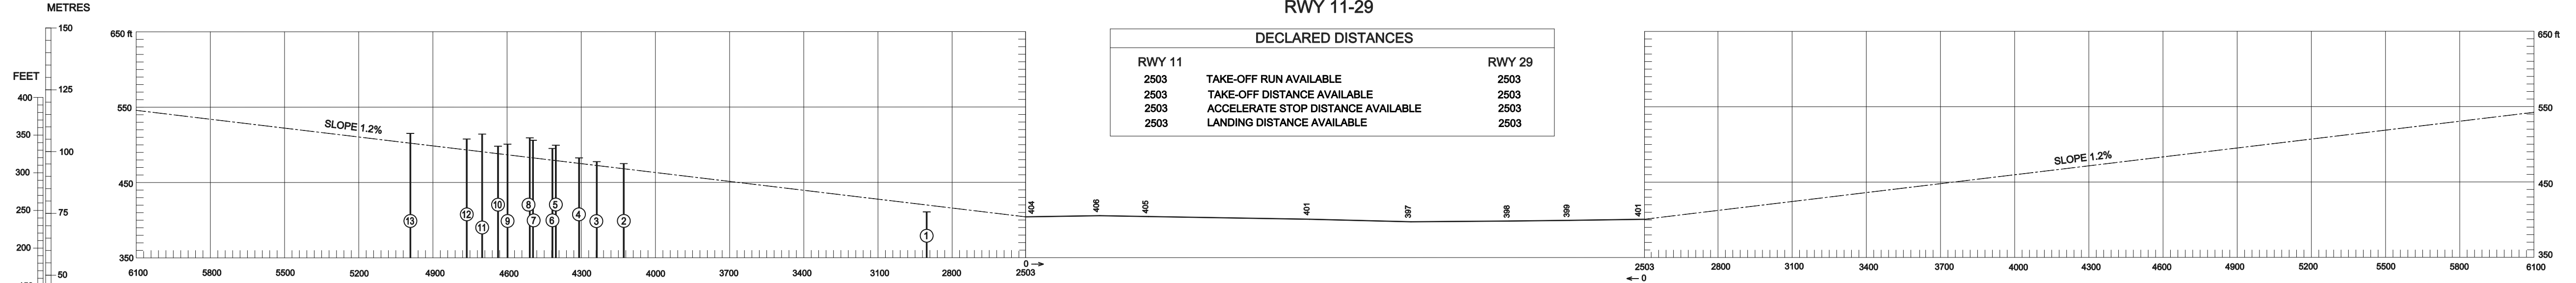 METRES
RWY 11-29
150
650 ft
650 ft
DECLARED DISTANCES
RWY 11
RWY 29
FEET
2503 TAKE-OFF RUN AVAILABLE 2503
125
2503 TAKE-OFF DISTANCE AVAILABLE 2503
400
550
2503 ACCELERATE STOP DISTANCE AVAILABLE 2503
550
2503 LANDING DISTANCE AVAILABLE 2503
SLOPE 1.2%
350
100
SLOPE 1.2%
300
450
450
10 8 5
250
75
12 4
13 9 7 6 3 2
11
1
404 406 405 401 397 398 399 401
200
350
350
0 →
6100 5800 5500 5200 4900 4600 4300 4000 3700 3400 3100 2800 2503
2503 2800 3100 3400 3700 4000 4300 4600 4900 5200 5500 5800 6100
50
← 0